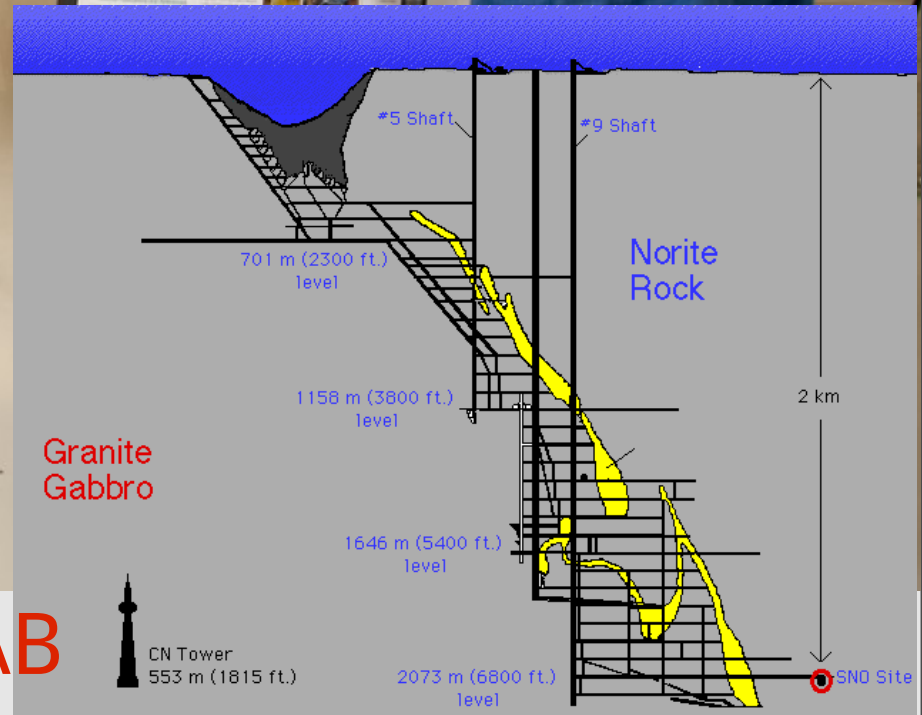 #5 Shaft
#9 Shaft
701 m (2300 ft.)
level
Norite
Rock
1158 m (3800 ft.)
level
2 km
Granite
Gabbro
1646 m (5400 ft.)
level
AB
CN Tower
553 m (1815 ft.)
2073 m (6800 ft.)
level
SNO Site